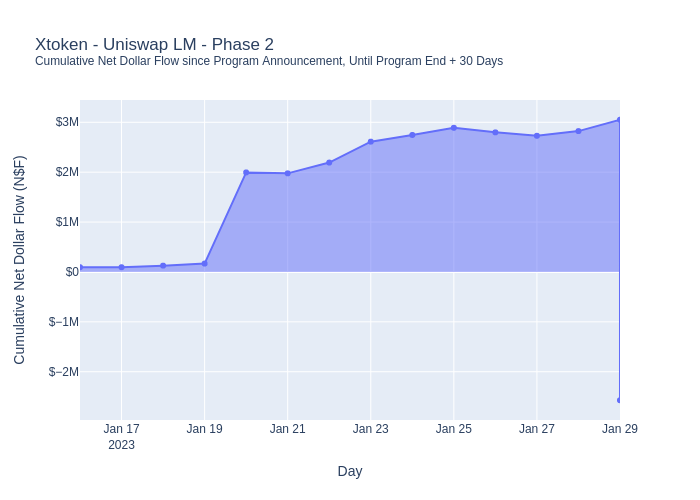 Xtoken - Uniswap LM - Phase 2
Cumulative Net Dollar Flow since Program Announcement, Until Program End + 30 Days
Cumulative Net Dollar Flow (N$F)
$3M
$2M
$1M
$0
$−1M
$−2M
Jan 17
2023
Jan 19
Jan 21
Jan 23
Jan 25
Jan 27
Jan 29
Day